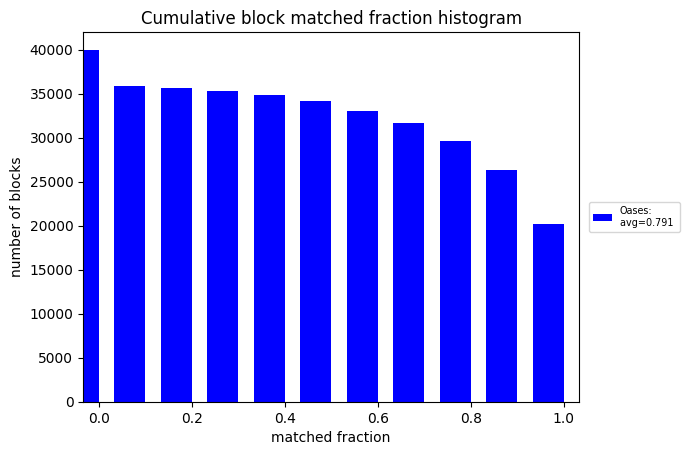 Cumulative block matched fraction histogram
number of blocks
40000
35000
30000
25000
20000
15000
10000
5000
0
0.0 0.2 0.4 0.6 0.8 1.0
matched fraction
Oases:
avg=0.791